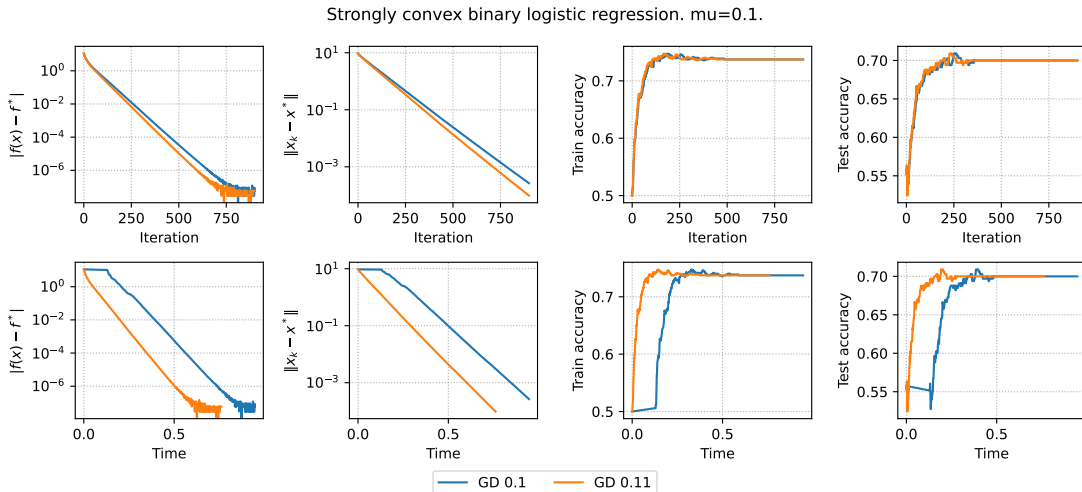 Strongly convex binary logistic regression. mu=0.1.
|f(x) − f*|
10^0
10^−2
10^−4
10^−6
0 250 500 750
Iteration
‖x_k − x*‖
10^1
10^−1
10^−3
0 250 500 750
Iteration
Train accuracy
0.7
0.6
0.5
0 250 500 750
Iteration
Test accuracy
0.70
0.65
0.60
0.55
0 250 500 750
Iteration
|f(x) − f*|
10^0
10^−2
10^−4
10^−6
0.0 0.5
Time
‖x_k − x*‖
10^1
10^−1
10^−3
0.0 0.5
Time
Train accuracy
0.7
0.6
0.5
0.0 0.5
Time
Test accuracy
0.70
0.65
0.60
0.55
0.0 0.5
Time
GD 0.1 GD 0.11